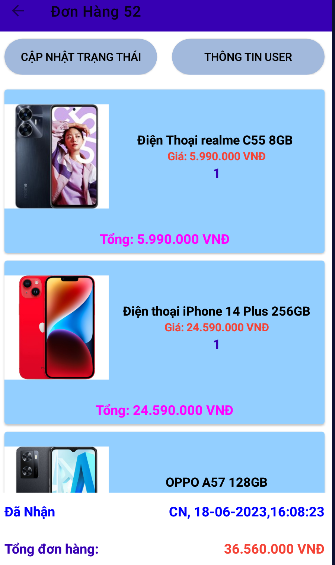 Đơn Hàng 52
CẬP NHẬT TRẠNG THÁI
THÔNG TIN USER
Điện Thoại realme C55 8GB
Giá: 5.990.000 VNĐ
1
Tổng: 5.990.000 VNĐ
Điện thoại iPhone 14 Plus 256GB
Giá: 24.590.000 VNĐ
1
Tổng: 24.590.000 VNĐ
OPPO A57 128GB
Đã Nhận
CN, 18-06-2023,16:08:23
Tổng đơn hàng:
36.560.000 VNĐ